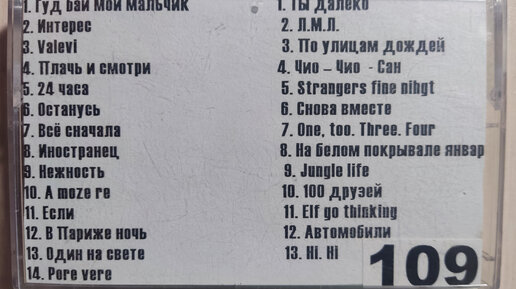 1. Гуд бай мой мальчик
2. Интерес
3. Valevi
4. Плачь и смотри
5. 24 часа
6. Останусь
7. Всё сначала
8. Иностранец
9. Нежность
10. A moze re
11. Если
12. В Париже ночь
13. Один на свете
14. Pore vere
1. Ты далеко
2. Л.М.Л.
3. По улицам дождей
4. Чио - Чио - Сан
5. Strangers fine nihgt
6. Снова вместе
7. One, too. Three. Four
8. На белом покрывале январ
9. Jungle life
10. 100 друзей
11. Elf go thinking
12. Автомобили
13. Hi. Hi
109